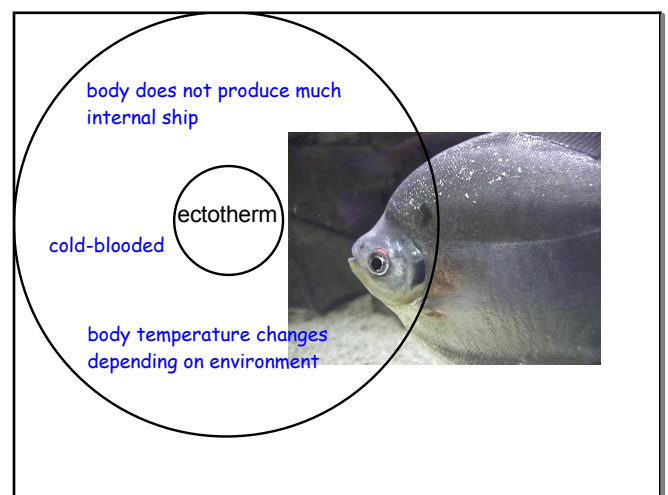 body does not produce much
internal ship
ectotherm
cold-blooded
body temperature changes
depending on environment